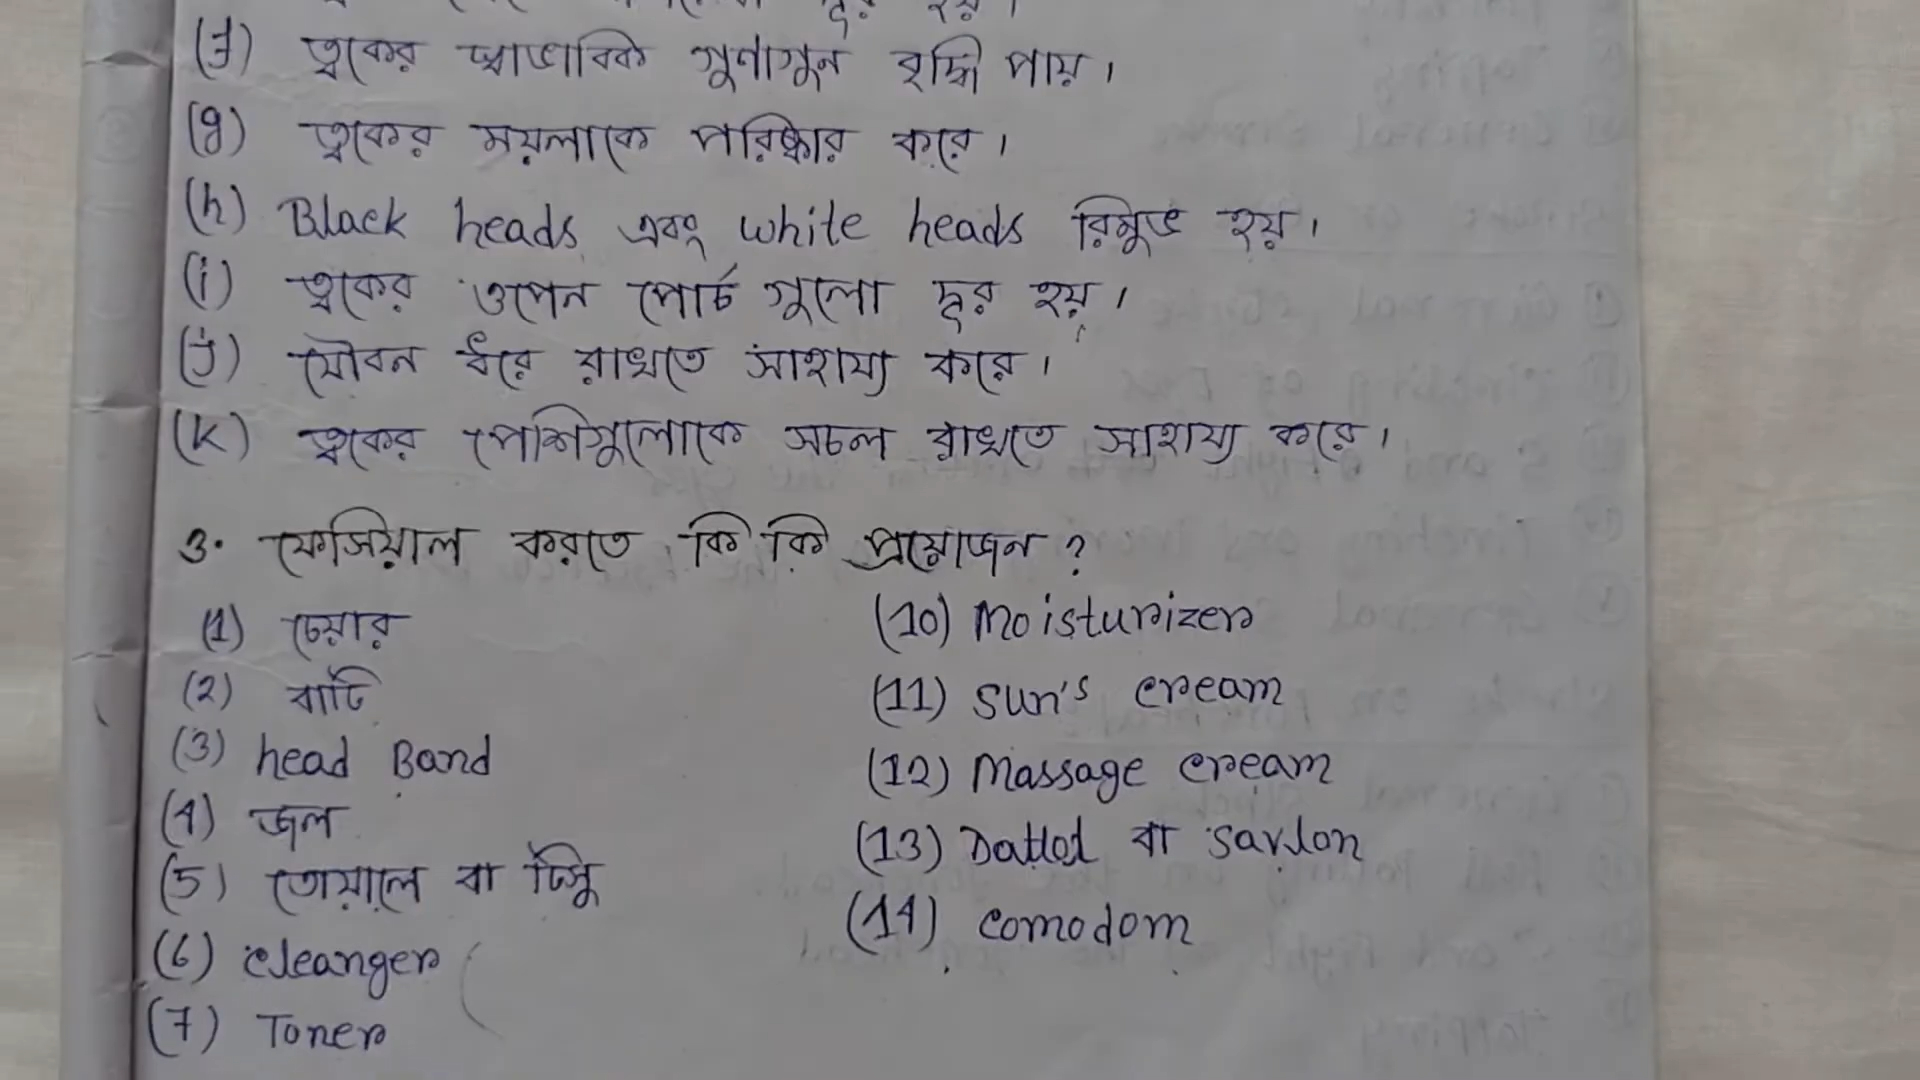 (f) ত্বকের স্বাভাবিক গুণাগুন বৃদ্ধি পায়।
(g) ত্বকের ময়লাকে পরিষ্কার করে।
(h) Black heads এবং white heads রিমুভ হয়।
(i) ত্বকের ওপেন পোর্ট গুলো দূর হয়।
(j) যৌবন ধরে রাখতে সাহায্য করে।
(k) ত্বকের পেশিগুলোকে সচল রাখতে সাহায্য করে।
3. ফেসিয়াল করতে কি কি প্রয়োজন?
(1) চেয়ার
(2) বাটি
(3) head Band
(4) জল
(5) তোয়ালে বা টিসু
(6) cleanger
(7) Toner
(10) Moisturizer
(11) sun's cream
(12) Massage cream
(13) Dattol বা savlon
(14) comodom